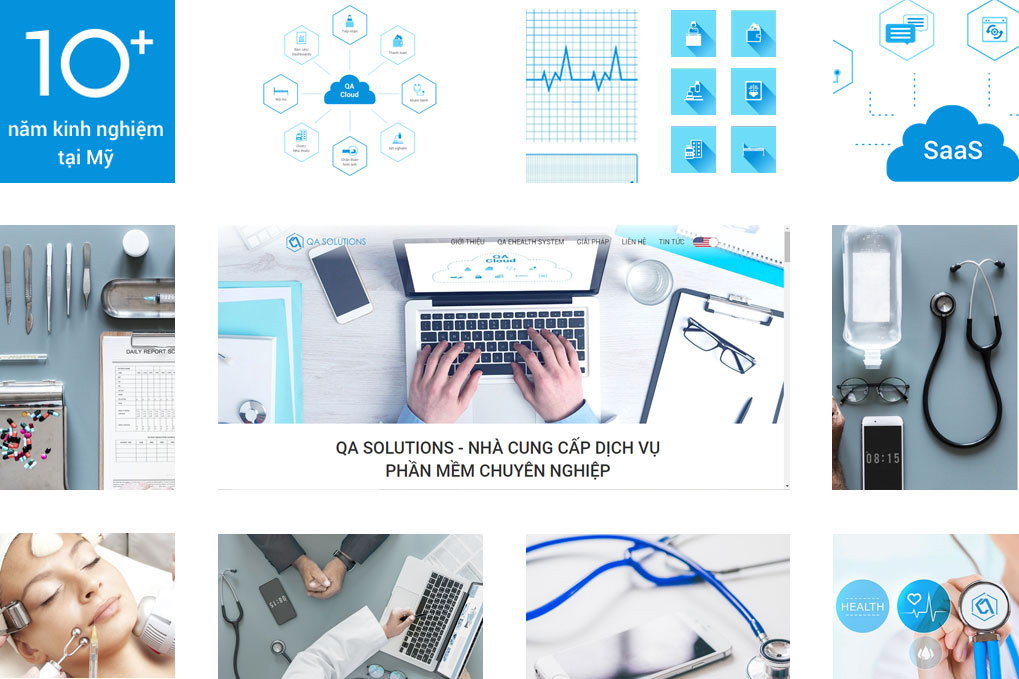 10+
năm kinh nghiệm
tại Mỹ
Tiếp nhận
Thanh toán
Khám bệnh
Xét nghiệm
Chẩn đoán
hình ảnh
Dược/
Nhà thuốc
Nội trú
Báo cáo/
Dashboards
QA
Cloud
SaaS
DAILY REPORT SC
QA SOLUTIONS
GIỚI THIỆU
QA EHEALTH SYSTEM
GIẢI PHÁP
LIÊN HỆ
TIN TỨC
QA
Cloud
QA SOLUTIONS - NHÀ CUNG CẤP DỊCH VỤ
PHẦN MỀM CHUYÊN NGHIỆP
08:15
HEALTH